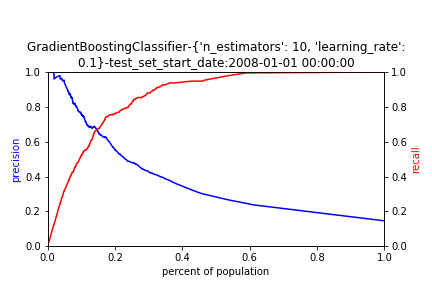 GradientBoostingClassifier-{'n_estimators': 10, 'learning_rate':
0.1}-test_set_start_date:2008-01-01 00:00:00
1.0
0.8
0.6
0.4
0.2
0.0
precision
1.0
0.8
0.6
0.4
0.2
0.0
recall
0.0 0.2 0.4 0.6 0.8 1.0
percent of population